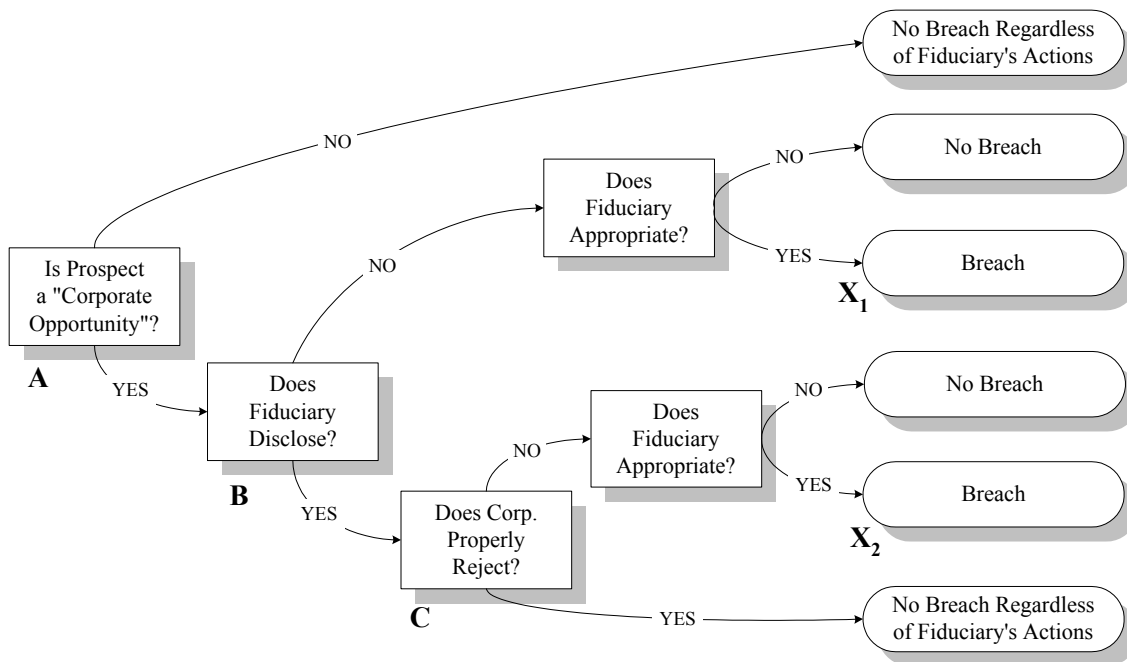 No Breach Regardless
of Fiduciary's Actions
NO
No Breach
Does
Fiduciary
Appropriate?
NO
YES
Breach
X1
Is Prospect
a "Corporate
Opportunity"?
A
NO
YES
Does
Fiduciary
Disclose?
B
NO
YES
Does Corp.
Properly
Reject?
C
NO
Does
Fiduciary
Appropriate?
NO
No Breach
YES
Breach
X2
YES
No Breach Regardless
of Fiduciary's Actions